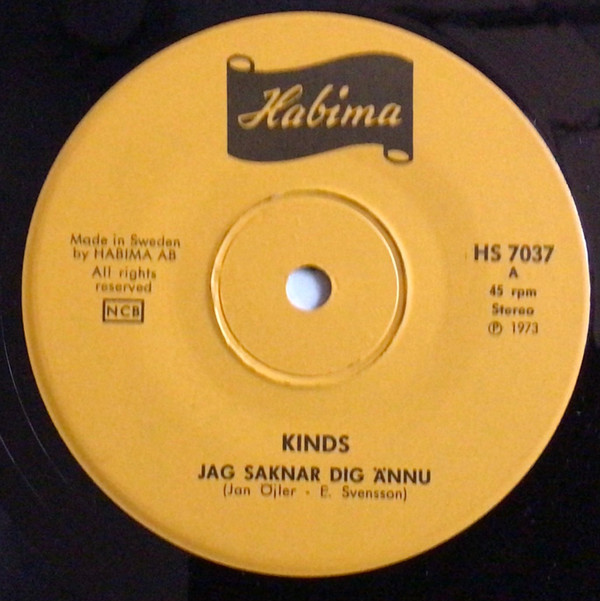 Habima
Made in Sweden
by HABIMA AB
All rights
reserved
NCB
HS 7037
A
45 rpm
Stereo
Ⓟ 1973
KINDS
JAG SAKNAR DIG ÄNNU
(Jan Öjler - E. Svensson)